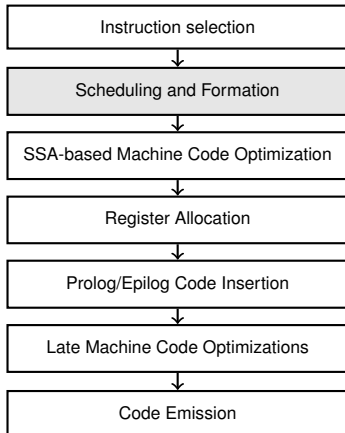 Instruction selection
Scheduling and Formation
SSA-based Machine Code Optimization
Register Allocation
Prolog/Epilog Code Insertion
Late Machine Code Optimizations
Code Emission